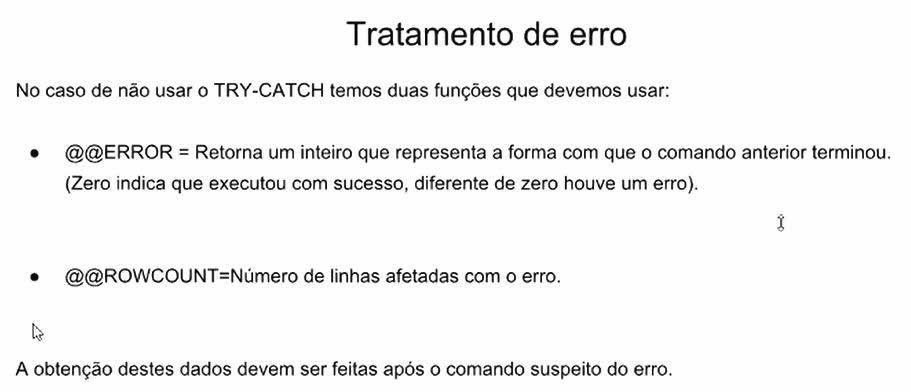 Tratamento de erro
No caso de não usar o TRY-CATCH temos duas funções que devemos usar:
● @@ERROR = Retorna um inteiro que representa a forma com que o comando anterior terminou.
(Zero indica que executou com sucesso, diferente de zero houve um erro).
● @@ROWCOUNT=Número de linhas afetadas com o erro.
A obtenção destes dados devem ser feitas após o comando suspeito do erro.